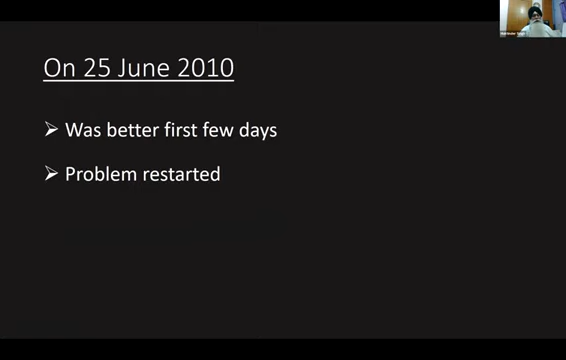 On 25 June 2010
➢ Was better first few days
➢ Problem restarted